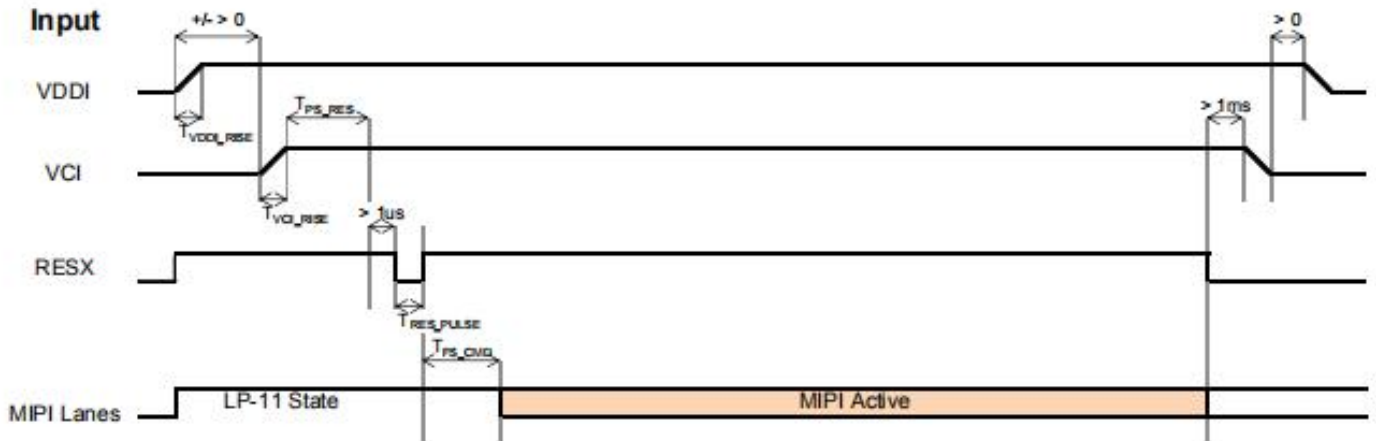 Input
+/- > 0
> 0
VDDI
TVDDI_RISE
TPS_RES
> 1ms
VCI
TVCI_RISE
> 1us
RESX
TRES_PULSE
TFS_CMD
LP-11 State
MIPI Active
MIPI Lanes